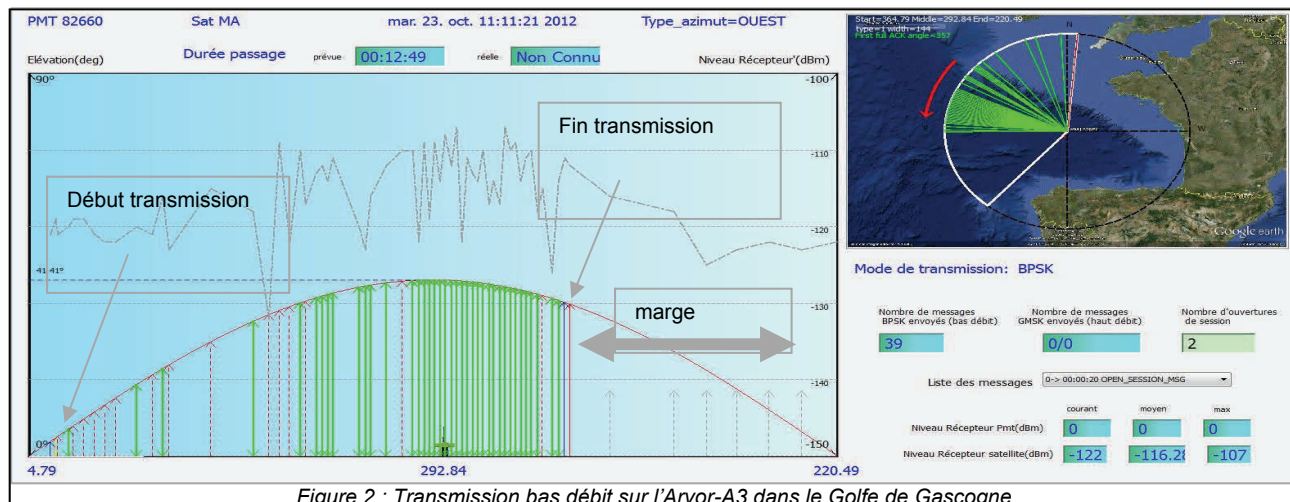 PMT 82660 Sat MA mar. 23. oct. 11:11:21 2012 Type_azimut=OUEST
Elévation(deg) Durée passage prévue 00:12:49 réelle Non Connu Niveau Récepteur'(dBm)
90° -100
Fin transmission
-110
Début transmission
-120
41.41°
-130
marge
-140
09° -150
4.79 292.84 220.49
Start=364.79 Middle=292.84 End=220.49
type=1 width=144
First full ACK angle=357
N
W
Google earth
Mode de transmission: BPSK
Nombre de messages BPSK envoyés (bas débit)
39
Nombre de messages GMSK envoyés (haut débit)
0/0
Nombre d'ouvertures de session
2
Liste des messages 0-> 00:00:20 OPEN_SESSION_MSG
courant moyen max
Niveau Récepteur Pmt(dBm) 0 0 0
Niveau Récepteur satellite(dBm) -122 -116.28 -107
Figure 2 : Transmission bas débit sur l'Arvor-A3 dans le Golfe de Gascogne